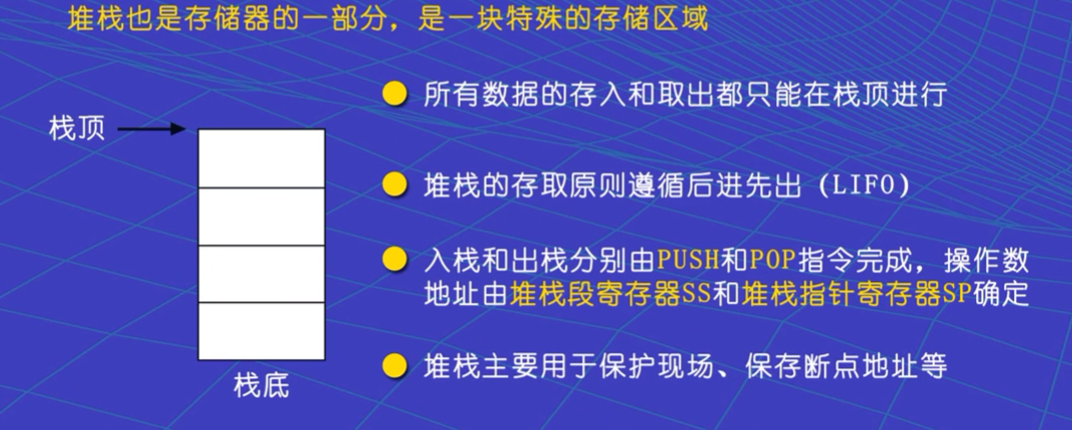 堆栈也是存储器的一部分，是一块特殊的存储区域
所有数据的存入和取出都只能在栈顶进行
栈顶
堆栈的存取原则遵循后进先出（LIFO）
入栈和出栈分别由PUSH和POP指令完成，操作数
地址由堆栈段寄存器SS和堆栈指针寄存器SP确定
堆栈主要用于保护现场、保存断点地址等
栈底